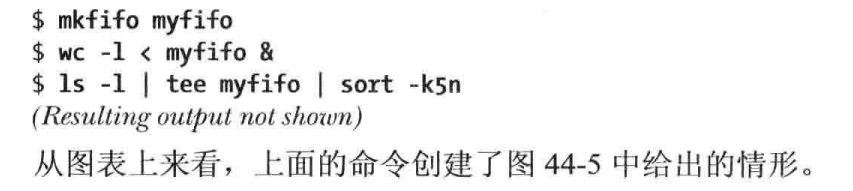 $ mkfifo myfifo
$ wc -l < myfifo &
$ ls -l | tee myfifo | sort -k5n
(Resulting output not shown)
从图表上来看，上面的命令创建了图 44-5 中给出的情形。